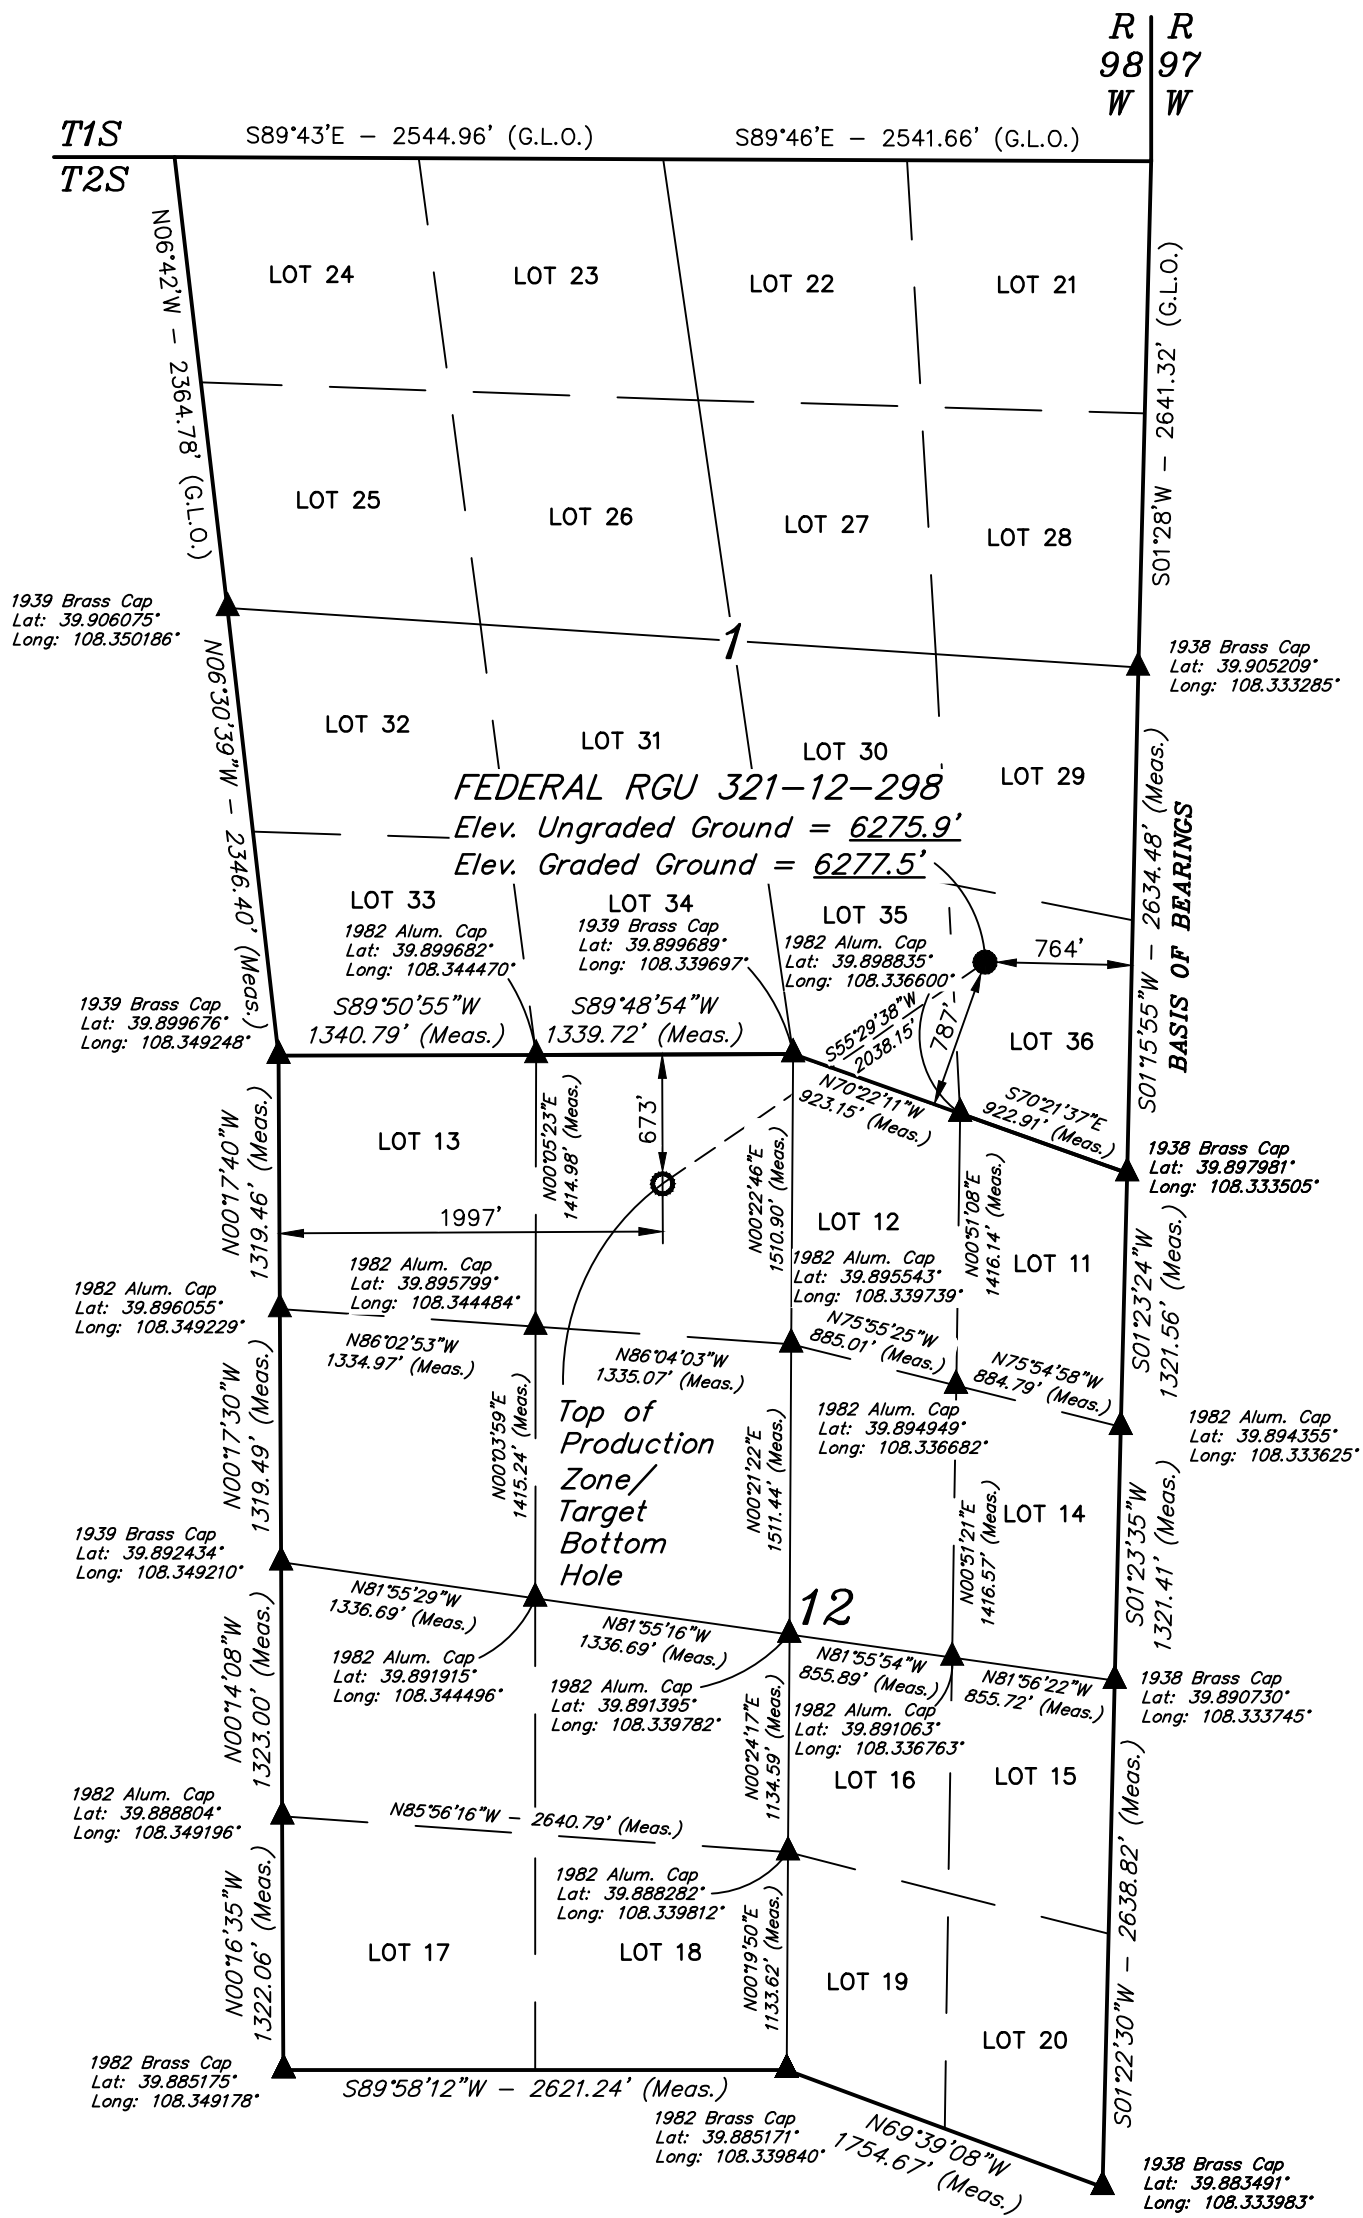 R R
98 97
W W
T1S
T2S
S89°43'E – 2544.96' (G.L.O.)
S89°46'E – 2541.66' (G.L.O.)
N06°42'W – 2364.78' (G.L.O.)
S01°28'W – 2641.32' (G.L.O.)
LOT 24
LOT 23
LOT 22
LOT 21
LOT 25
LOT 26
LOT 27
LOT 28
1939 Brass Cap
Lat: 39.906075°
Long: 108.350186°
1
1938 Brass Cap
Lat: 39.905209°
Long: 108.333285°
N06°30'39"W – 2346.40' (Meas.)
LOT 32
LOT 31
LOT 30
LOT 29
S01°15'55"W – 2634.48' (Meas.)
BASIS OF BEARINGS
FEDERAL RGU 321-12-298
Elev. Ungraded Ground = 6275.9'
Elev. Graded Ground = 6277.5'
LOT 33
LOT 34
LOT 35
1982 Alum. Cap
Lat: 39.899682°
Long: 108.344470°
1939 Brass Cap
Lat: 39.899689°
Long: 108.339697°
1982 Alum. Cap
Lat: 39.898835°
Long: 108.336600°
764'
787'
S55°29'38"W
2038.15'
LOT 36
1939 Brass Cap
Lat: 39.899676°
Long: 108.349248°
S89°50'55"W
1340.79' (Meas.)
S89°48'54"W
1339.72' (Meas.)
N70°22'11"W
923.15' (Meas.)
S70°21'37"E
922.91' (Meas.)
1938 Brass Cap
Lat: 39.897981°
Long: 108.333505°
N00°17'40"W
1319.46' (Meas.)
LOT 13
N00°05'23"E
1414.98' (Meas.)
673'
1997'
N00°22'46"E
1510.90' (Meas.)
LOT 12
N00°51'08"E
1416.14' (Meas.)
LOT 11
S01°23'24"W
1321.56' (Meas.)
1982 Alum. Cap
Lat: 39.896055°
Long: 108.349229°
1982 Alum. Cap
Lat: 39.895799°
Long: 108.344484°
1982 Alum. Cap
Lat: 39.895543°
Long: 108.339739°
N86°02'53"W
1334.97' (Meas.)
N86°04'03"W
1335.07' (Meas.)
N75°55'25"W
885.01' (Meas.)
N75°54'58"W
884.79' (Meas.)
1982 Alum. Cap
Lat: 39.894949°
Long: 108.336682°
1982 Alum. Cap
Lat: 39.894355°
Long: 108.333625°
N00°17'30"W
1319.49' (Meas.)
N00°03'59"E
1415.24' (Meas.)
Top of
Production
Zone/
Target
Bottom
Hole
N00°21'22"E
1511.44' (Meas.)
N00°51'21"E
1416.57' (Meas.)
LOT 14
S01°23'35"W
1321.41' (Meas.)
1939 Brass Cap
Lat: 39.892434°
Long: 108.349210°
N81°55'29"W
1336.69' (Meas.)
N81°55'16"W
1336.69' (Meas.)
12
N81°55'54"W
855.89' (Meas.)
N81°56'22"W
855.72' (Meas.)
1982 Alum. Cap
Lat: 39.891915°
Long: 108.344496°
1982 Alum. Cap
Lat: 39.891395°
Long: 108.339782°
1982 Alum. Cap
Lat: 39.891063°
Long: 108.336763°
1938 Brass Cap
Lat: 39.890730°
Long: 108.333745°
N00°14'08"W
1323.00' (Meas.)
N00°24'17"E
1134.59' (Meas.)
LOT 16
LOT 15
1982 Alum. Cap
Lat: 39.888804°
Long: 108.349196°
N85°56'16"W – 2640.79' (Meas.)
1982 Alum. Cap
Lat: 39.888282°
Long: 108.339812°
N00°16'35"W
1322.06' (Meas.)
LOT 17
LOT 18
N00°19'50"E
1133.62' (Meas.)
LOT 19
LOT 20
S01°22'30"W – 2638.82' (Meas.)
1982 Brass Cap
Lat: 39.885175°
Long: 108.349178°
S89°58'12"W – 2621.24' (Meas.)
1982 Brass Cap
Lat: 39.885171°
Long: 108.339840°
N69°39'08"W
1754.67' (Meas.)
1938 Brass Cap
Lat: 39.883491°
Long: 108.333983°